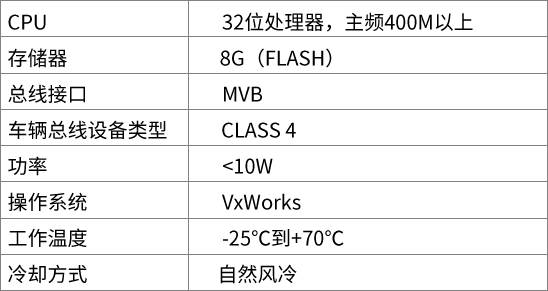 CPU 32位处理器，主频400M以上
存储器 8G（FLASH）
总线接口 MVB
车辆总线设备类型 CLASS 4
功率 <10W
操作系统 VxWorks
工作温度 -25℃到+70℃
冷却方式 自然风冷